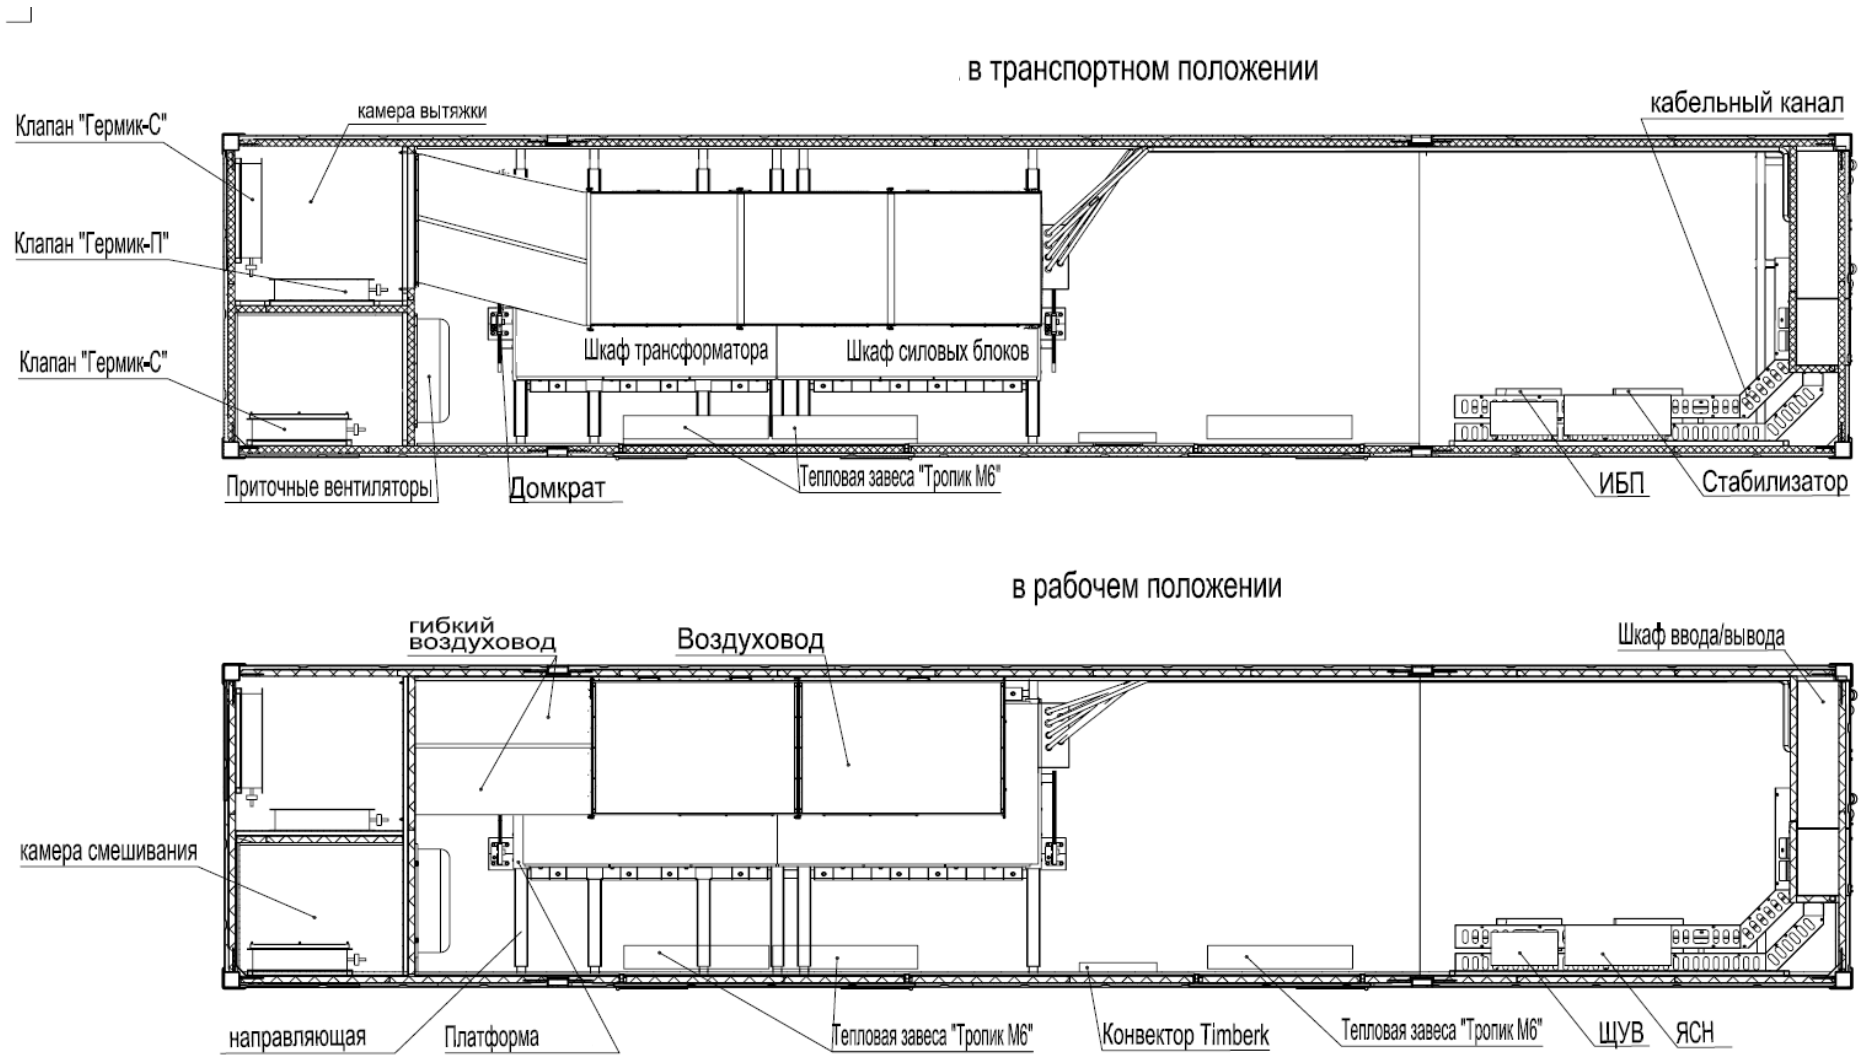 в транспортном положении
Клапан "Гермик-С"
камера вытяжки
кабельный канал
Клапан "Гермик-П"
Клапан "Гермик-С"
Шкаф трансформатора
Шкаф силовых блоков
Приточные вентиляторы
Домкрат
Тепловая завеса "Тропик М6"
ИБП
Стабилизатор
в рабочем положении
гибкий
воздуховод
Воздуховод
Шкаф ввода/вывода
камера смешивания
направляющая
Платформа
Тепловая завеса "Тропик М6"
Конвектор Timberk
Тепловая завеса "Тропик М6"
ЩУВ
ЯСН